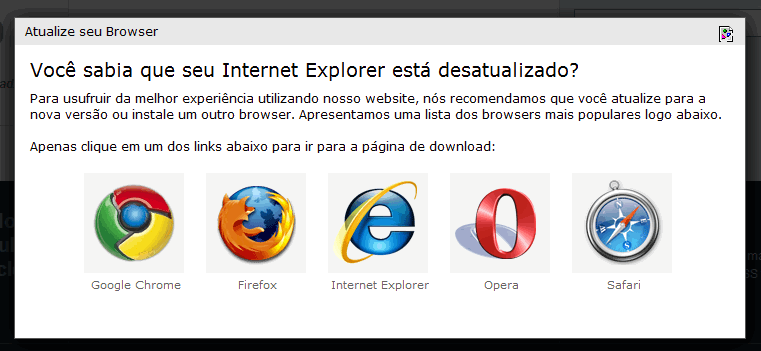 Atualize seu Browser
Você sabia que seu Internet Explorer está desatualizado?
Para usufruir da melhor experiência utilizando nosso website, nós recomendamos que você atualize para a
nova versão ou instale um outro browser. Apresentamos uma lista dos browsers mais populares logo abaixo.
Apenas clique em um dos links abaixo para ir para a página de download:
Google Chrome
Firefox
Internet Explorer
Opera
Safari